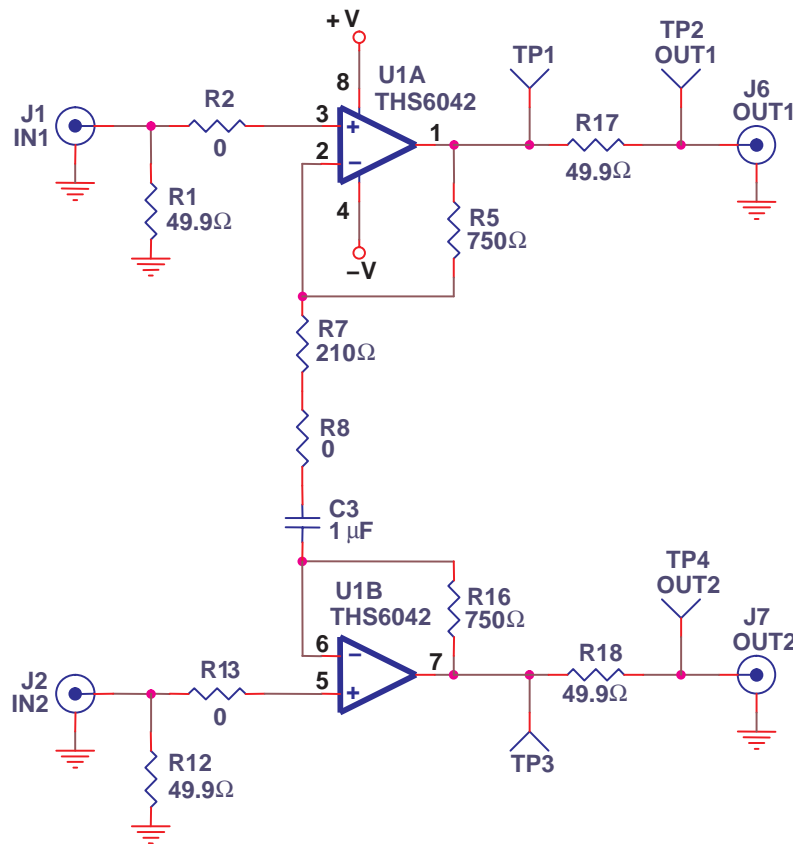 +V
8
U1A
THS6042
TP1
TP2
OUT1
J6
OUT1
J1
IN1
R2
0
3
+
2
−
1
R17
49.9Ω
R1
49.9Ω
4
−V
R5
750Ω
R7
210Ω
R8
0
C3
1 µF
U1B
THS6042
R16
750Ω
TP4
OUT2
J7
OUT2
6
−
5
+
7
R18
49.9Ω
J2
IN2
R13
0
TP3
R12
49.9Ω